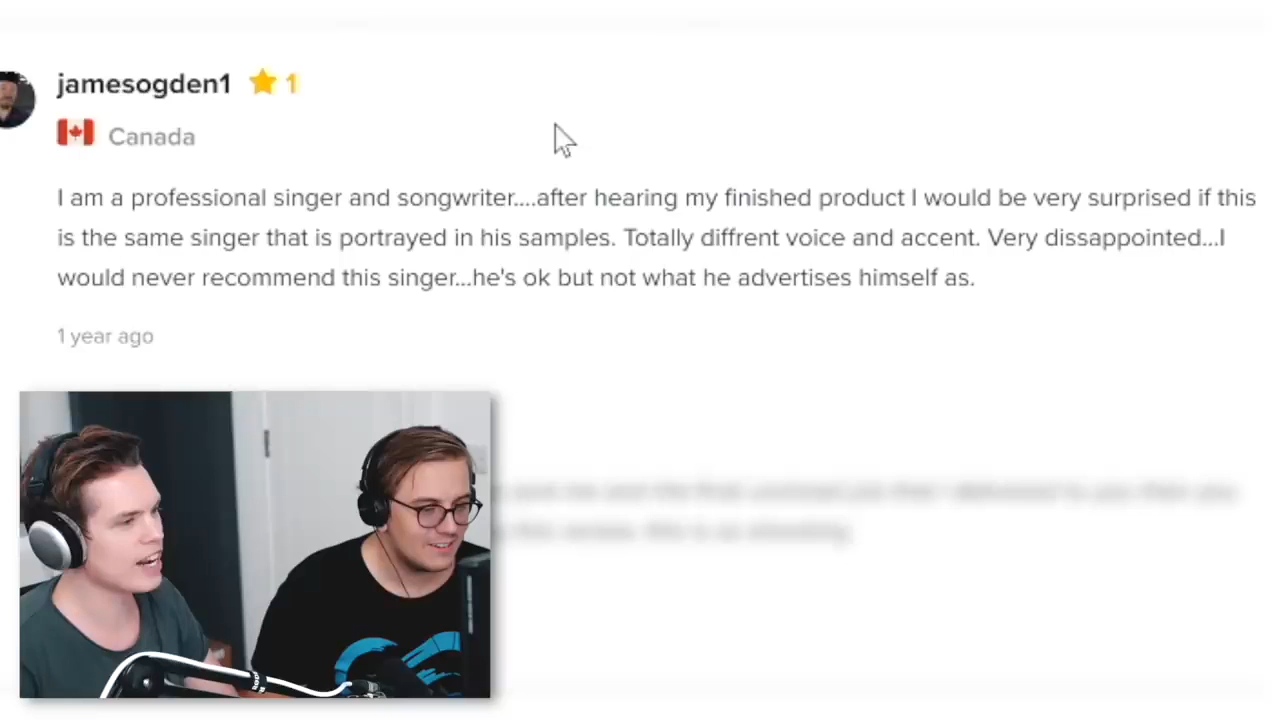 jamesogden1 1
Canada
I am a professional singer and songwriter....after hearing my finished product I would be very surprised if this
is the same singer that is portrayed in his samples. Totally diffrent voice and accent. Very dissappointed...I
would never recommend this singer...he's ok but not what he advertises himself as.
1 year ago